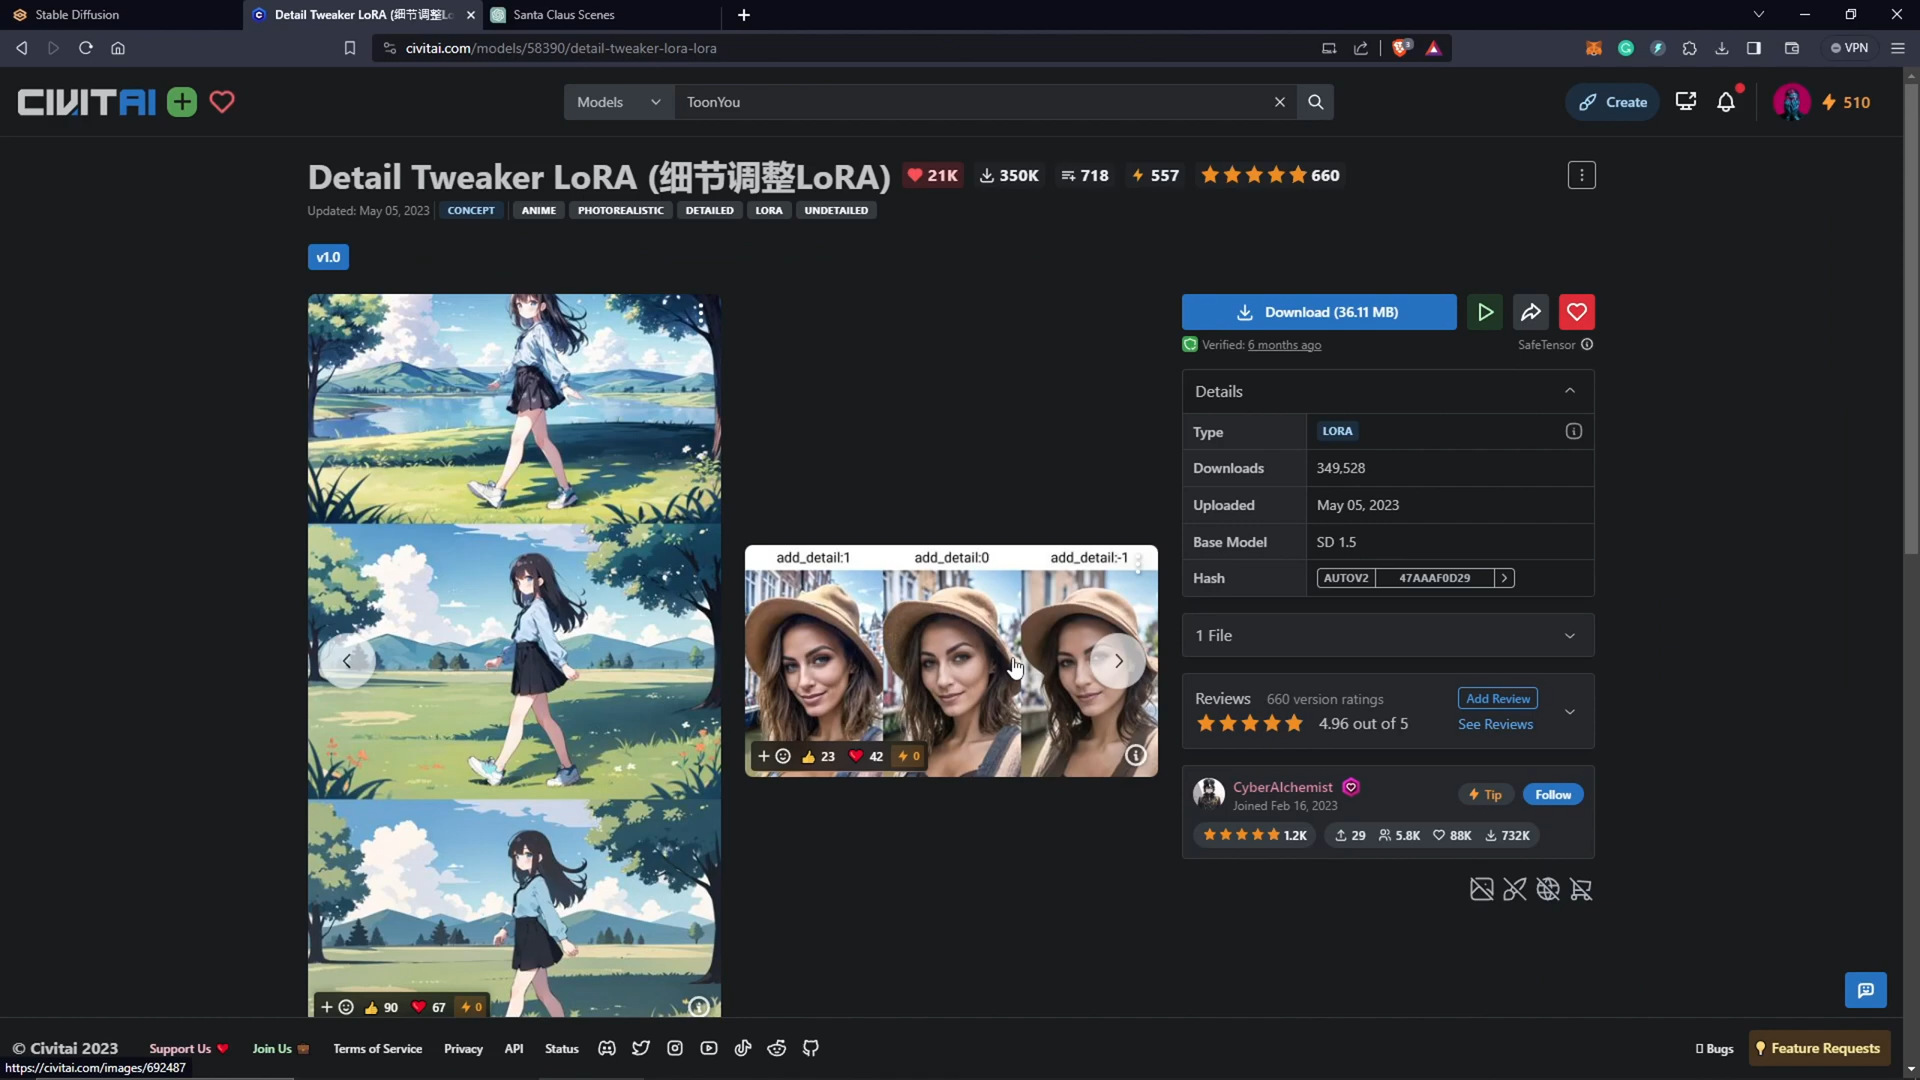 Stable Diffusion
Detail Tweaker LoRA (细节调整Lo
Santa Claus Scenes
civitai.com/models/58390/detail-tweaker-lora-lora
VPN
CIVITAI
Models
ToonYou
Create
510
Detail Tweaker LoRA (细节调整LoRA)
21K
350K
718
557
660
Updated: May 05, 2023
CONCEPT
ANIME
PHOTOREALISTIC
DETAILED
LORA
UNDETAILED
v1.0
Download (36.11 MB)
Verified: 6 months ago
SafeTensor
Details
Type
LORA
Downloads
349,528
Uploaded
May 05, 2023
Base Model
SD 1.5
Hash
AUTOV2
47AAAF0D29
add_detail:1
add_detail:0
add_detail:-1
23
42
0
1 File
Reviews
660 version ratings
Add Review
4.96 out of 5
See Reviews
CyberAlchemist
Joined Feb 16, 2023
Tip
Follow
1.2K
29
5.8K
88K
732K
90
67
0
© Civitai 2023
Support Us
Join Us
Terms of Service
Privacy
API
Status
Bugs
Feature Requests
https://civitai.com/images/692487